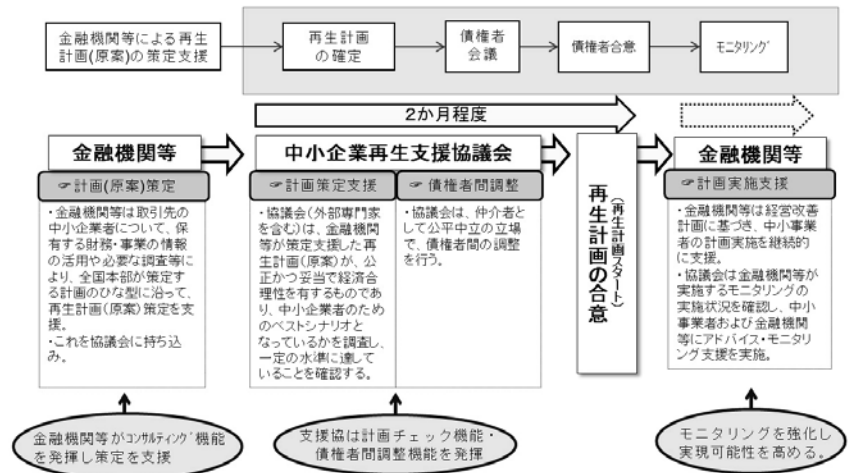 金融機関等による再生
計画(原案)の策定支援
再生計画
の確定
債権者
会議
債権者合意
ﾓﾆﾀﾘﾝｸﾞ
2か月程度
金融機関等
☞計画(原案)策定
・金融機関等は取引先の
中小企業者について、保
有する財務・事業の情報
の活用や必要な調査等に
より、全国本部が策定す
る計画のひな型に沿って、
再生計画(原案)策定を支
援。
・これを協議会に持ち込
み。
中小企業再生支援協議会
☞計画策定支援
・協議会(外部専門家
を含む)は、金融機関
等が策定支援した再
生計画(原案)が、公
正かつ妥当で経済合
理性を有するものであ
り、中小企業者のため
のベストシナリオと
なっているかを調査し、
一定の水準に達して
いることを確認する。
☞債権者間調整
・協議会は、仲介者と
して公平中立の立場
で、債権者間の調整
を行う。
再生計画の合意
(再生計画スタート)
金融機関等
☞計画実施支援
・金融機関等は経営改善
計画に基づき、中小事業
者の計画実施を継続的
に支援。
・協議会は金融機関等が
実施するモニタリングの
実施状況を確認し、中小
事業者および金融機関
等にアドバイス・モニタ
リング支援を実施。
金融機関等がｺﾝｻﾙﾃｨﾝｸﾞ機能
を発揮し策定を支援
支援協は計画チェック機能・
債権者間調整機能を発揮
モニタリングを強化し
実現可能性を高める。